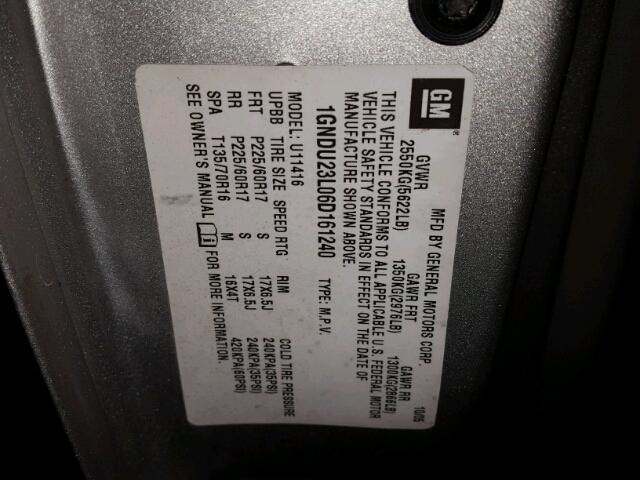 GM ®
MFD BY GENERAL MOTORS CORP. 10/05
GVWR GAWR FRT GAWR RR
2550KG(5622LB) 1350KG(2976LB) 1300KG(2866LB)
THIS VEHICLE CONFORMS TO ALL APPLICABLE U.S. FEDERAL MOTOR
VEHICLE SAFETY STANDARDS IN EFFECT ON THE DATE OF
MANUFACTURE SHOWN ABOVE.
1GNDU23L06D161240 TYPE: M.P.V.
MODEL: U11416
UPBB TIRE SIZE SPEED RTG RIM COLD TIRE PRESSURE
FRT P225/60R17 S 17X6.5J 240KPA(35PSI)
RR P225/60R17 S 17X6.5J 240KPA(35PSI)
SPA T135/70R16 M 16X4T 420KPA(60PSI)
SEE OWNER'S MANUAL FOR MORE INFORMATION.